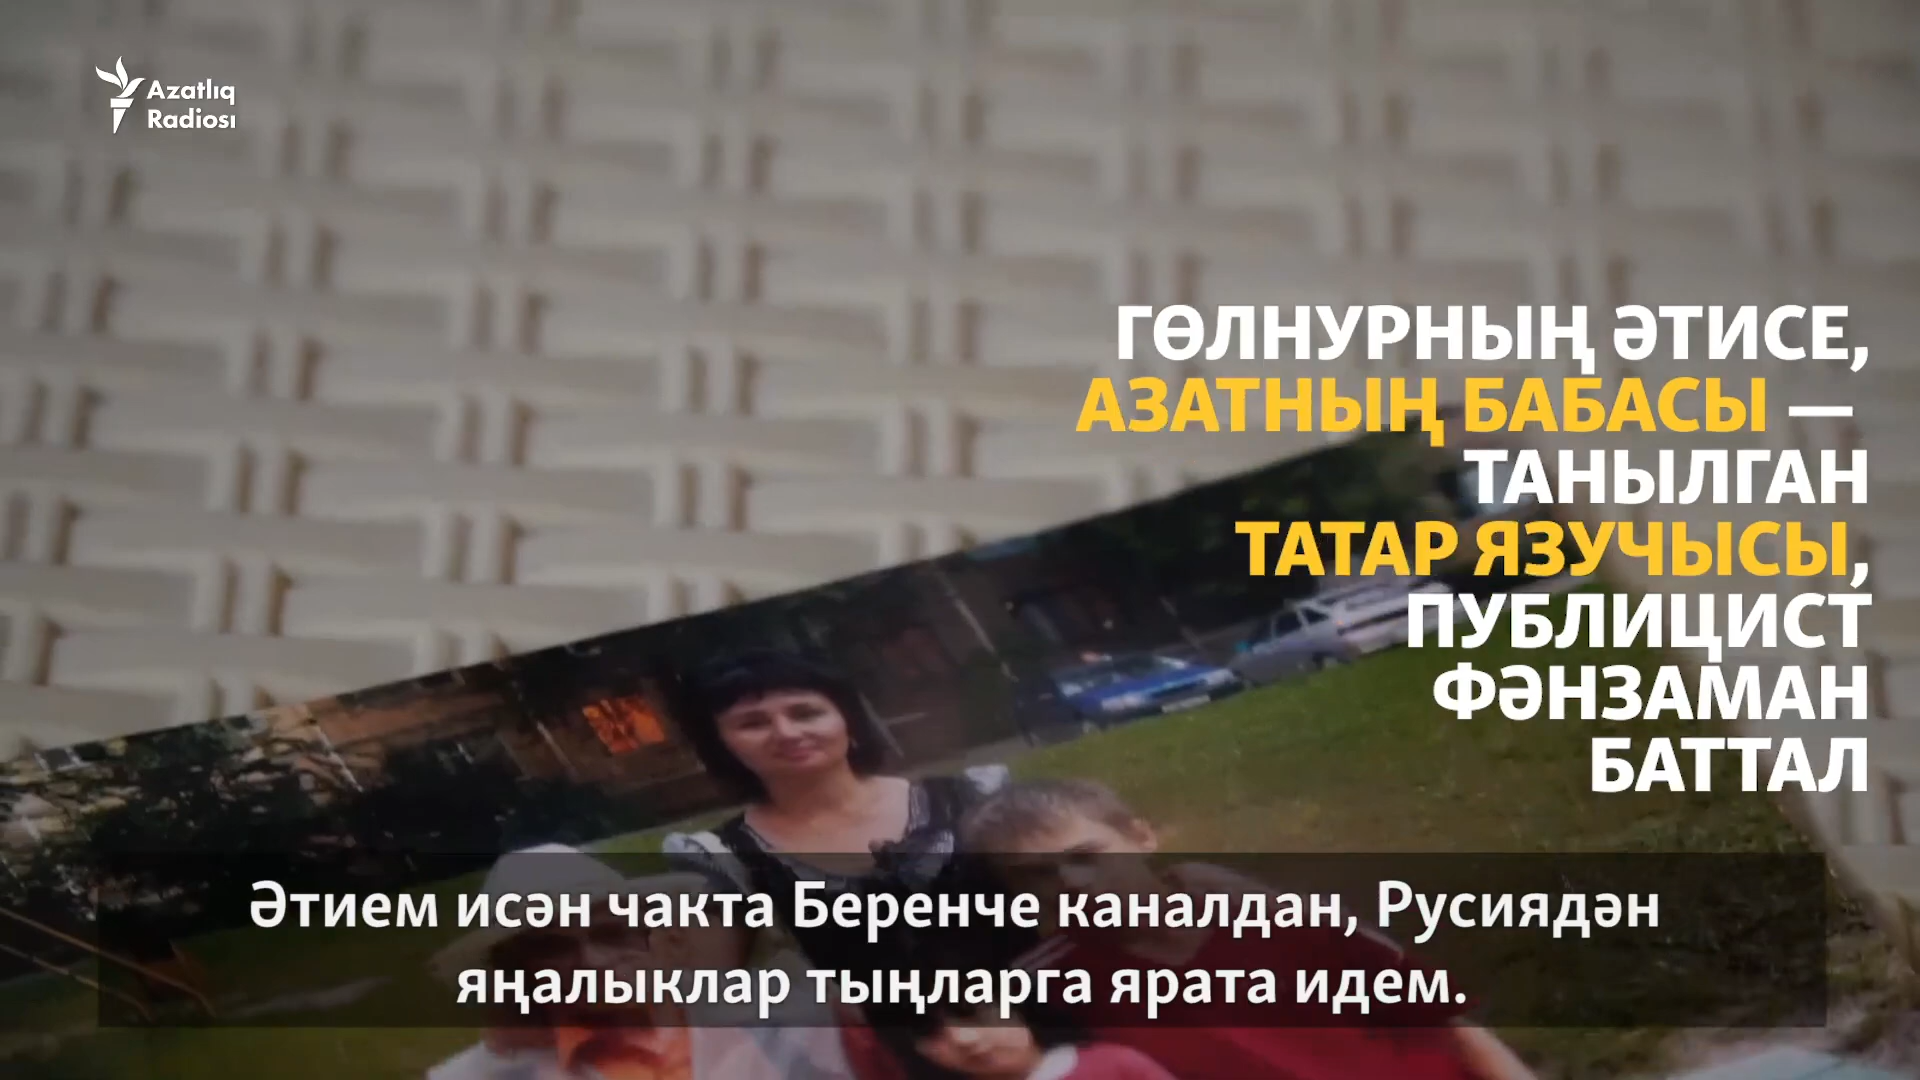 Azatlıq
Radiosı
ГӨЛНУРНЫҢ ӘТИСЕ,
АЗАТНЫҢ БАБАСЫ —
ТАНЫЛГАН
ТАТАР ЯЗУЧЫСЫ,
ПУБЛИЦИСТ
ФӘНЗАМАН
БАТТАЛ
Әтием исән чакта Беренче каналдан, Русиядән
яңалыклар тыңларга ярата идем.